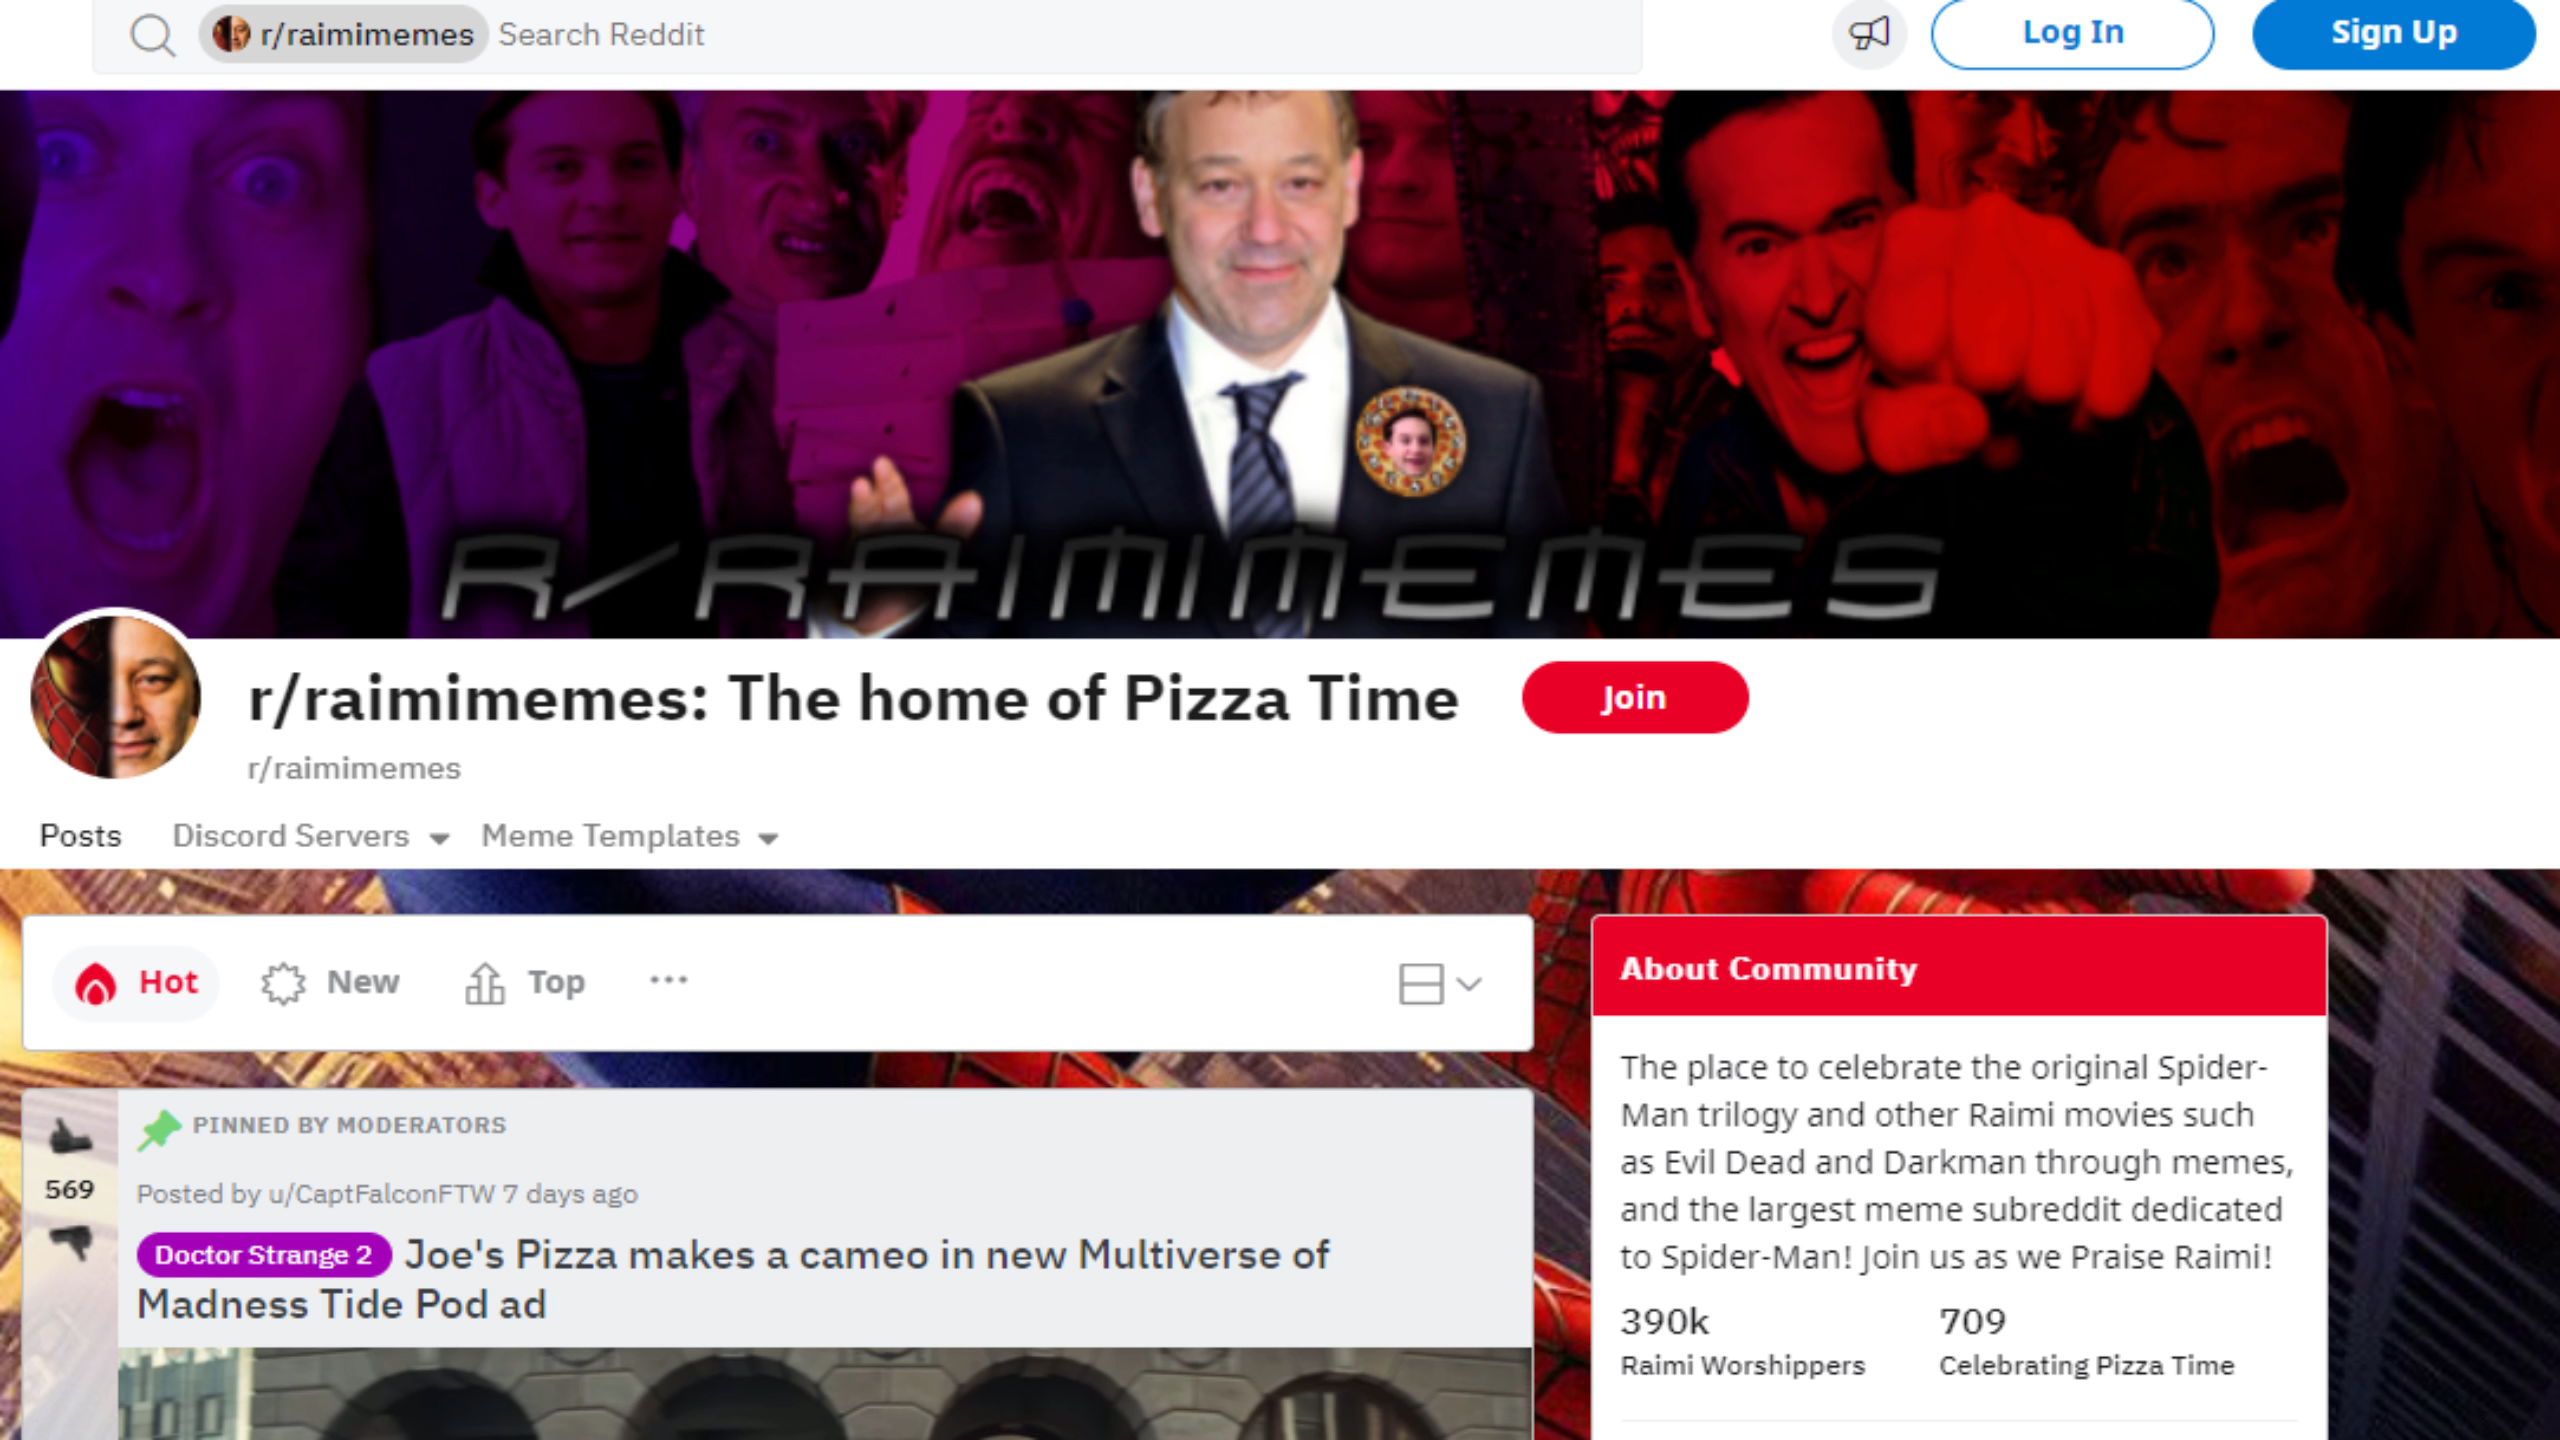 r/raimimemes Search Reddit
Log In
Sign Up
R/RAIMIMEMES
r/raimimemes: The home of Pizza Time
Join
r/raimimemes
Posts
Discord Servers
Meme Templates
Hot
New
Top
About Community
The place to celebrate the original Spider-
Man trilogy and other Raimi movies such
as Evil Dead and Darkman through memes,
and the largest meme subreddit dedicated
to Spider-Man! Join us as we Praise Raimi!
390k
Raimi Worshippers
709
Celebrating Pizza Time
PINNED BY MODERATORS
569
Posted by u/CaptFalconFTW 7 days ago
Doctor Strange 2 Joe's Pizza makes a cameo in new Multiverse of
Madness Tide Pod ad